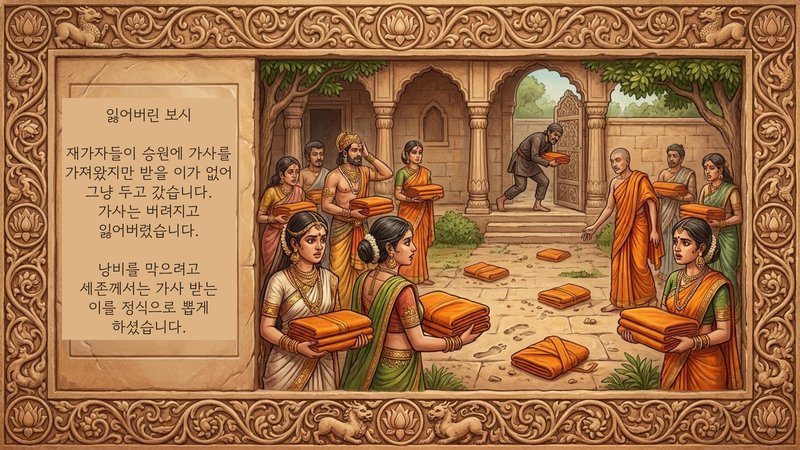 잃어버린 보시
재가자들이 승원에 가사를
가져왔지만 받을 이가 없어
그냥 두고 갔습니다.
가사는 버려지고
잃어버렸습니다.
낭비를 막으려고
세존께서는 가사 받는
이를 정식으로 뽑게
하셨습니다.